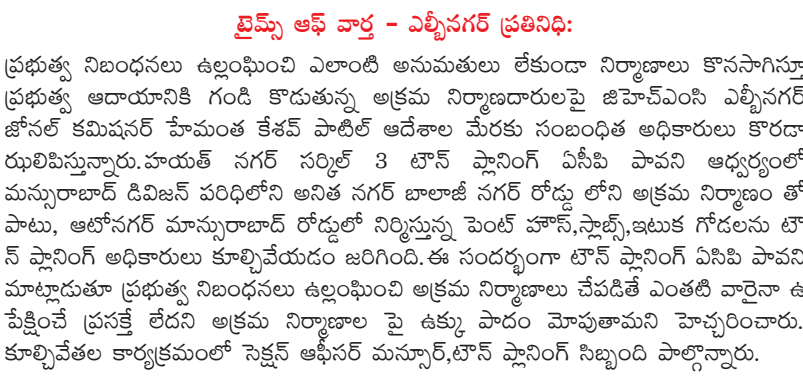 టైమ్స్ ఆఫ్ వార్త - ఎల్బీనగర్ ప్రతినిధి:
ప్రభుత్వ నిబంధనలు ఉల్లంఘించి ఎలాంటి అనుమతులు లేకుండా నిర్మాణాలు కొనసాగిస్తూ
ప్రభుత్వ ఆదాయానికి గండి కొడుతున్న అక్రమ నిర్మాణదారులపై జిహెచ్ఎంసి ఎల్బీనగర్
జోనల్ కమిషనర్ హేమంత కేశవ్ పాటిల్ ఆదేశాల మేరకు సంబంధిత అధికారులు కొరడా
ఝులిపిస్తున్నారు.హయత్ నగర్ సర్కిల్ 3 టౌన్ ప్లానింగ్ ఏసీపి పావని ఆధ్వర్యంలో
మన్సురాబాద్ డివిజన్ పరిధిలోని అనిత నగర్ బాలాజీ నగర్ రోడ్డు లోని అక్రమ నిర్మాణం తో
పాటు, ఆటోనగర్ మాన్సురాబాద్ రోడ్డులో నిర్మిస్తున్న పెంట్ హౌస్,స్లాబ్స్,ఇటుక గోడలను టౌ
న్ ప్లానింగ్ అధికారులు కూల్చివేయడం జరిగింది.ఈ సందర్భంగా టౌన్ ప్లానింగ్ ఏసిపి పావని
మాట్లాడుతూ ప్రభుత్వ నిబంధనలు ఉల్లంఘించి అక్రమ నిర్మాణాలు చేపడితే ఎంతటి వారైనా ఉ
పేక్షించే ప్రసక్తే లేదని అక్రమ నిర్మాణాల పై ఉక్కు పాదం మోపుతామని హెచ్చరించారు.
కూల్చివేతల కార్యక్రమంలో సెక్షన్ ఆఫీసర్ మన్సూర్,టౌన్ ప్లానింగ్ సిబ్బంది పాల్గొన్నారు.